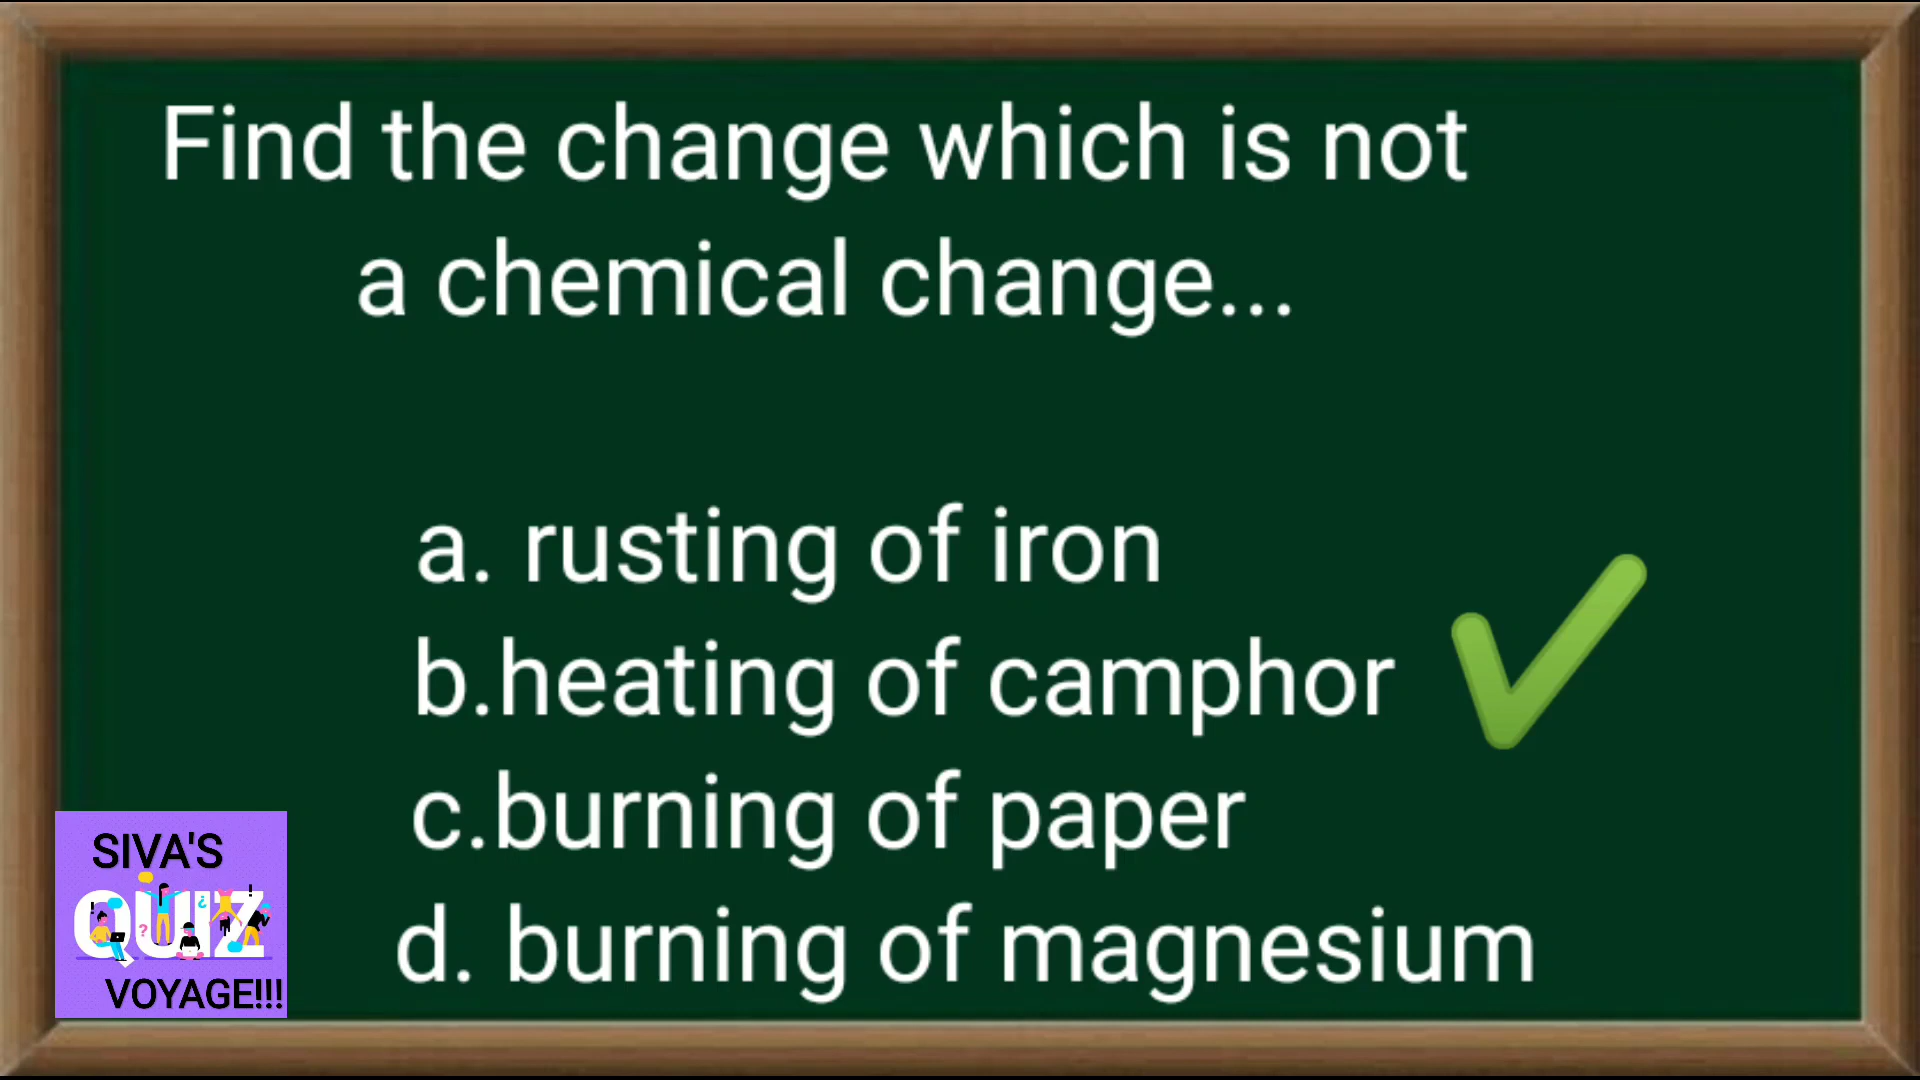 Find the change which is not
a chemical change...
a. rusting of iron
b.heating of camphor
c.burning of paper
d. burning of magnesium
SIVA'S
QUIZ
VOYAGE!!!